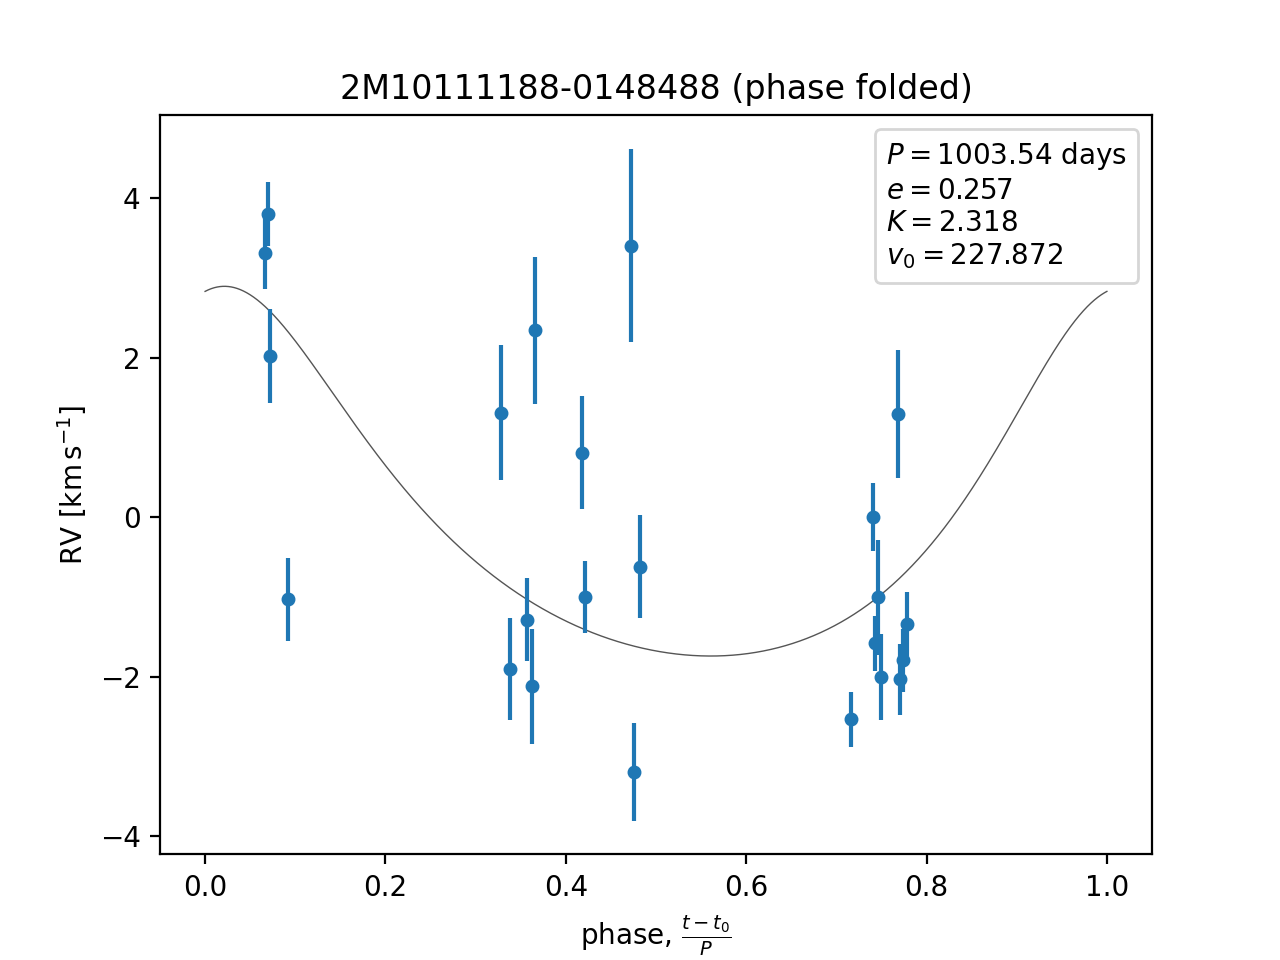 2M10111188-0148488 (phase folded)
P = 1003.54 days
e = 0.257
K = 2.318
v₀ = 227.872
RV [km s⁻¹]
4
2
0
−2
−4
0.0 0.2 0.4 0.6 0.8 1.0
phase, (t − t₀)/P